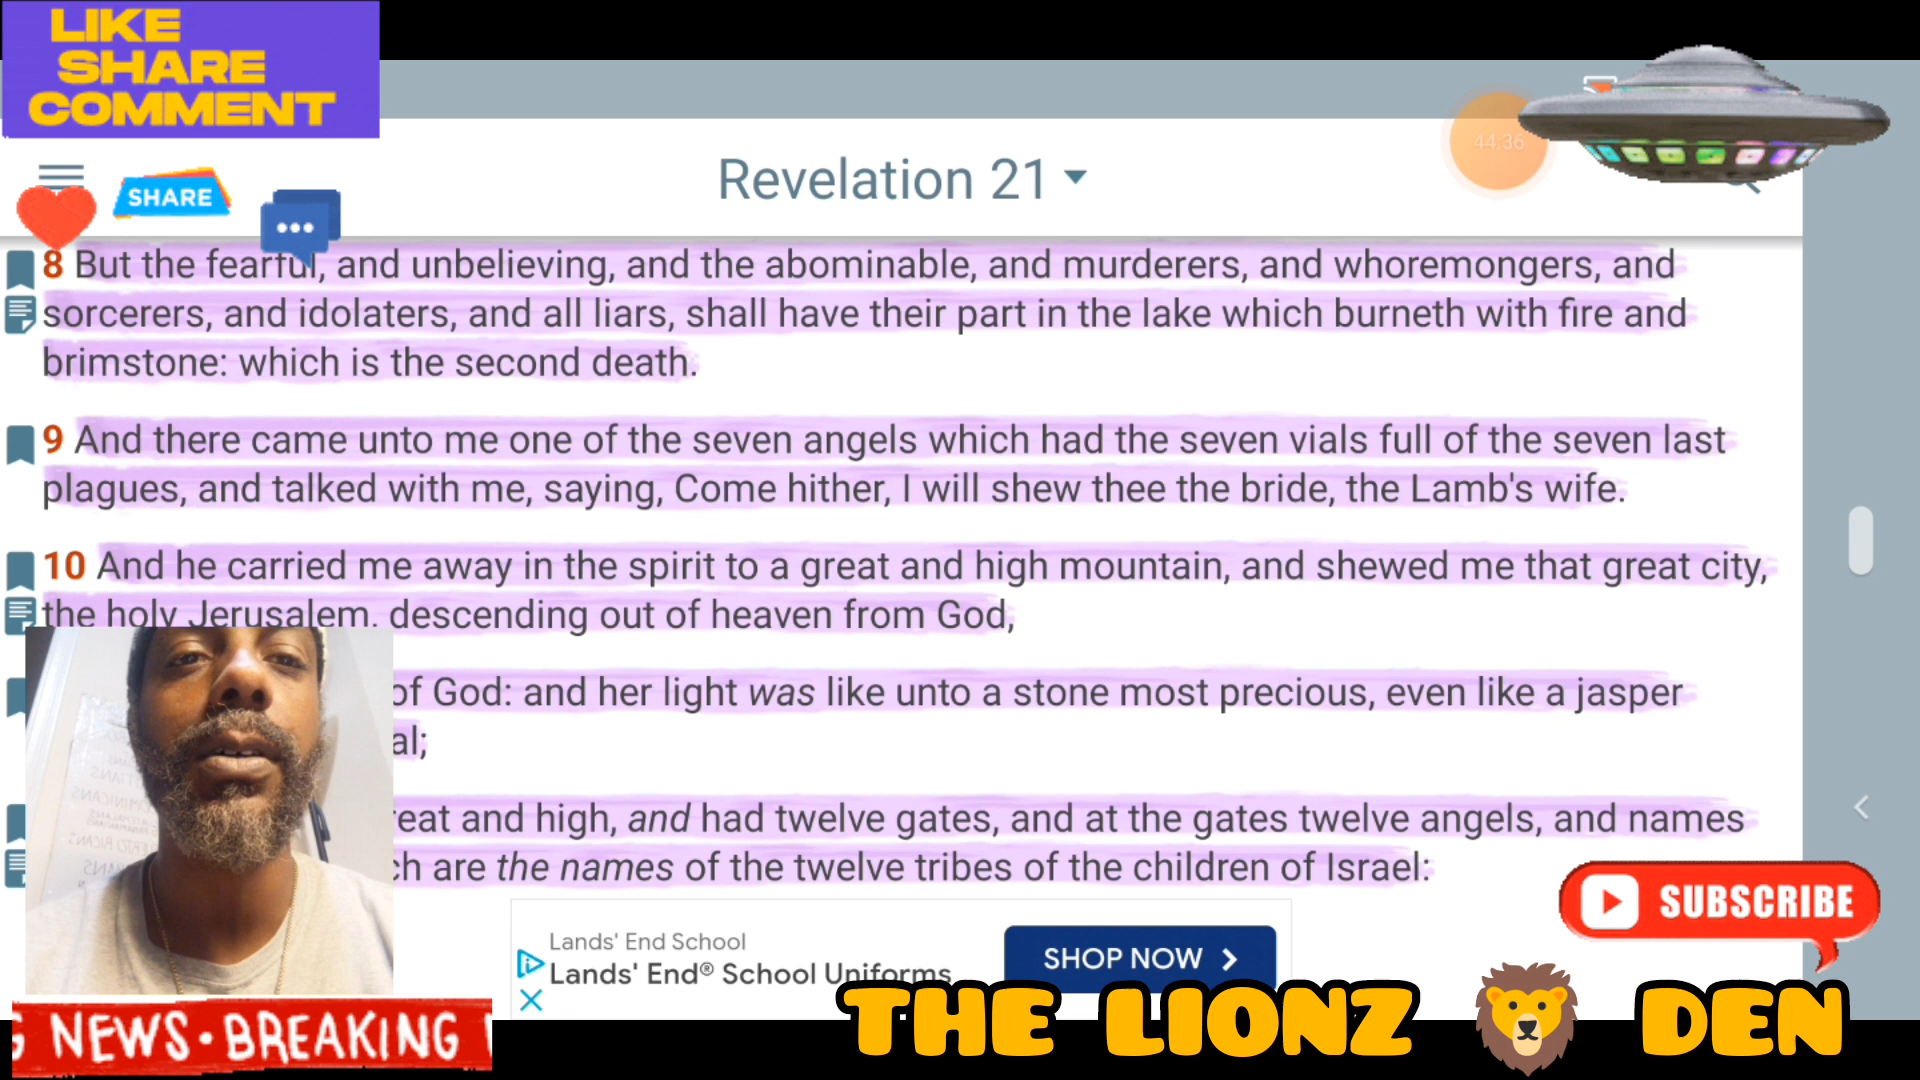 LIKE
SHARE
COMMENT
SHARE
Revelation 21
44:36
8 But the fearful, and unbelieving, and the abominable, and murderers, and whoremongers, and
sorcerers, and idolaters, and all liars, shall have their part in the lake which burneth with fire and
brimstone: which is the second death.
9 And there came unto me one of the seven angels which had the seven vials full of the seven last
plagues, and talked with me, saying, Come hither, I will shew thee the bride, the Lamb's wife.
10 And he carried me away in the spirit to a great and high mountain, and shewed me that great city,
the holy Jerusalem, descending out of heaven from God,
of God: and her light was like unto a stone most precious, even like a jasper
al;
reat and high, and had twelve gates, and at the gates twelve angels, and names
ch are the names of the twelve tribes of the children of Israel:
Lands' End School
Lands' End® School Uniforms
SHOP NOW
SUBSCRIBE
G NEWS • BREAKING
THE LIONZ DEN